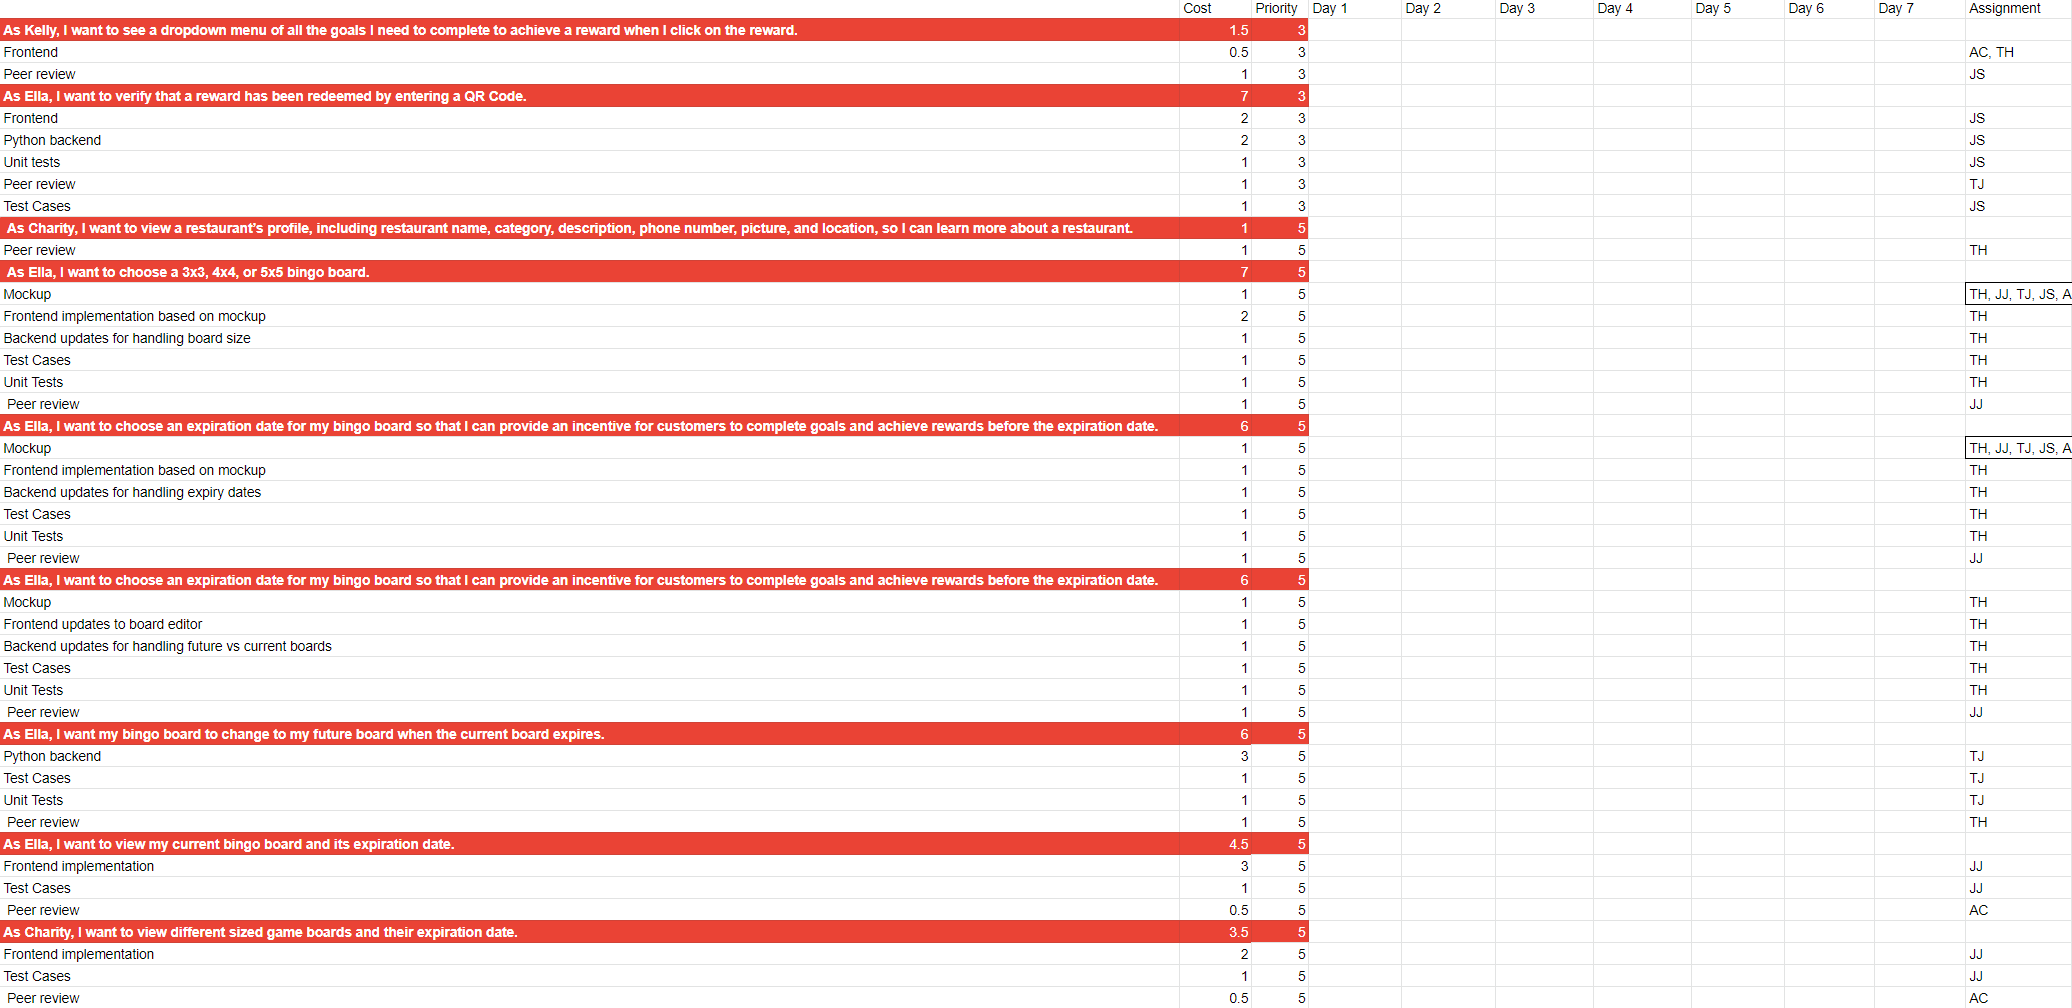 Cost Priority Day 1 Day 2 Day 3 Day 4 Day 5 Day 6 Day 7 Assignment
As Kelly, I want to see a dropdown menu of all the goals I need to complete to achieve a reward when I click on the reward. 1.5 3
Frontend 0.5 3 AC, TH
Peer review 1 3 JS
As Ella, I want to verify that a reward has been redeemed by entering a QR Code. 7 3
Frontend 2 3 JS
Python backend 2 3 JS
Unit tests 1 3 JS
Peer review 1 3 TJ
Test Cases 1 3 JS
As Charity, I want to view a restaurant’s profile, including restaurant name, category, description, phone number, picture, and location, so I can learn more about a restaurant. 1 5
Peer review 1 5 TH
As Ella, I want to choose a 3x3, 4x4, or 5x5 bingo board. 7 5
Mockup 1 5 TH, JJ, TJ, JS, A
Frontend implementation based on mockup 2 5 TH
Backend updates for handling board size 1 5 TH
Test Cases 1 5 TH
Unit Tests 1 5 TH
Peer review 1 5 JJ
As Ella, I want to choose an expiration date for my bingo board so that I can provide an incentive for customers to complete goals and achieve rewards before the expiration date. 6 5
Mockup 1 5 TH, JJ, TJ, JS, A
Frontend implementation based on mockup 1 5 TH
Backend updates for handling expiry dates 1 5 TH
Test Cases 1 5 TH
Unit Tests 1 5 TH
Peer review 1 5 JJ
As Ella, I want to choose an expiration date for my bingo board so that I can provide an incentive for customers to complete goals and achieve rewards before the expiration date. 6 5
Mockup 1 5 TH
Frontend updates to board editor 1 5 TH
Backend updates for handling future vs current boards 1 5 TH
Test Cases 1 5 TH
Unit Tests 1 5 TH
Peer review 1 5 JJ
As Ella, I want my bingo board to change to my future board when the current board expires. 6 5
Python backend 3 5 TJ
Test Cases 1 5 TJ
Unit Tests 1 5 TJ
Peer review 1 5 TH
As Ella, I want to view my current bingo board and its expiration date. 4.5 5
Frontend implementation 3 5 JJ
Test Cases 1 5 JJ
Peer review 0.5 5 AC
As Charity, I want to view different sized game boards and their expiration date. 3.5 5
Frontend implementation 2 5 JJ
Test Cases 1 5 JJ
Peer review 0.5 5 AC